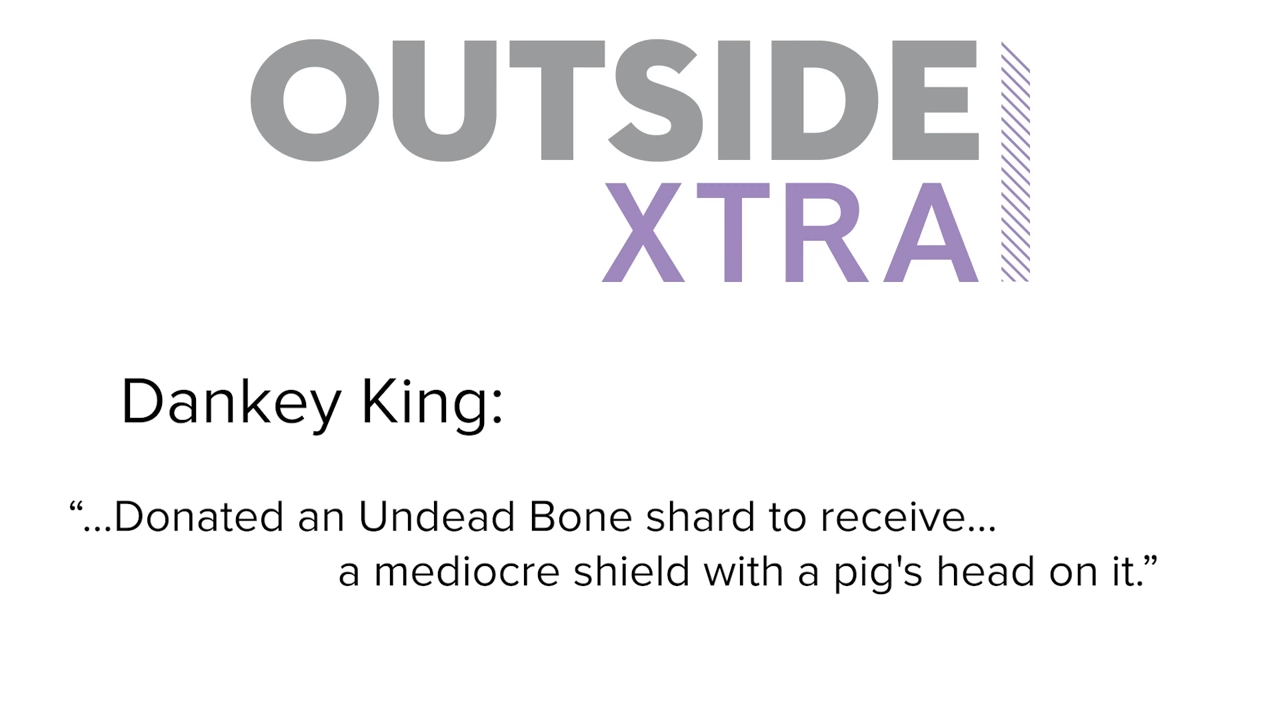 OUTSIDE
XTRA
Dankey King:
“...Donated an Undead Bone shard to receive...
a mediocre shield with a pig's head on it.”